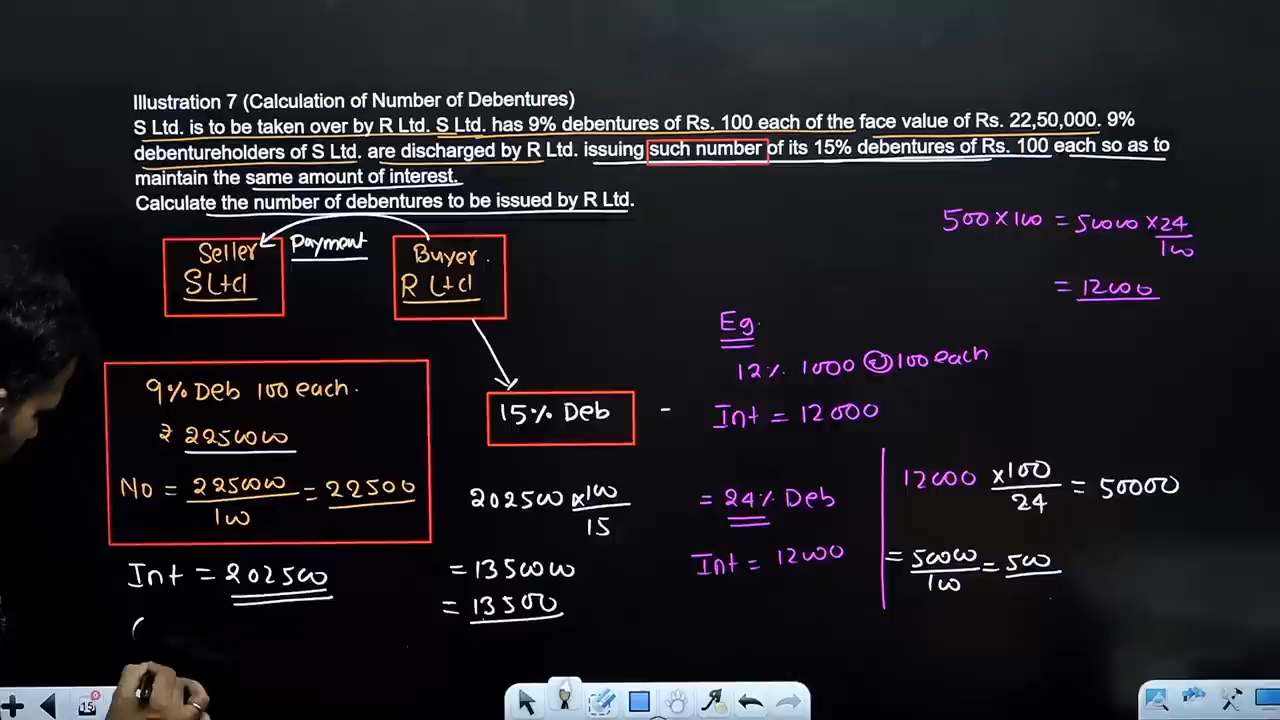 Illustration 7 (Calculation of Number of Debentures)
S Ltd. is to be taken over by R Ltd. S Ltd. has 9% debentures of Rs. 100 each of the face value of Rs. 22,50,000. 9%
debentureholders of S Ltd. are discharged by R Ltd. issuing such number of its 15% debentures of Rs. 100 each so as to
maintain the same amount of interest.
Calculate the number of debentures to be issued by R Ltd.
Seller
S Ltd
Payment
Buyer.
R Ltd
9% Deb 100 each.
₹ 2250000
No = 2250000 / 100 = 22500
Int = 202500
(
15% Deb -
202500 × 100 / 15
= 1350000
= 13500
500 × 100 = 50000 × 24 / 100
= 12000
Eg.
12% 1000 @ 100 each
Int = 12000
= 24% Deb
Int = 12000
12000 × 100 / 24 = 50000
= 50000 / 100 = 500
15